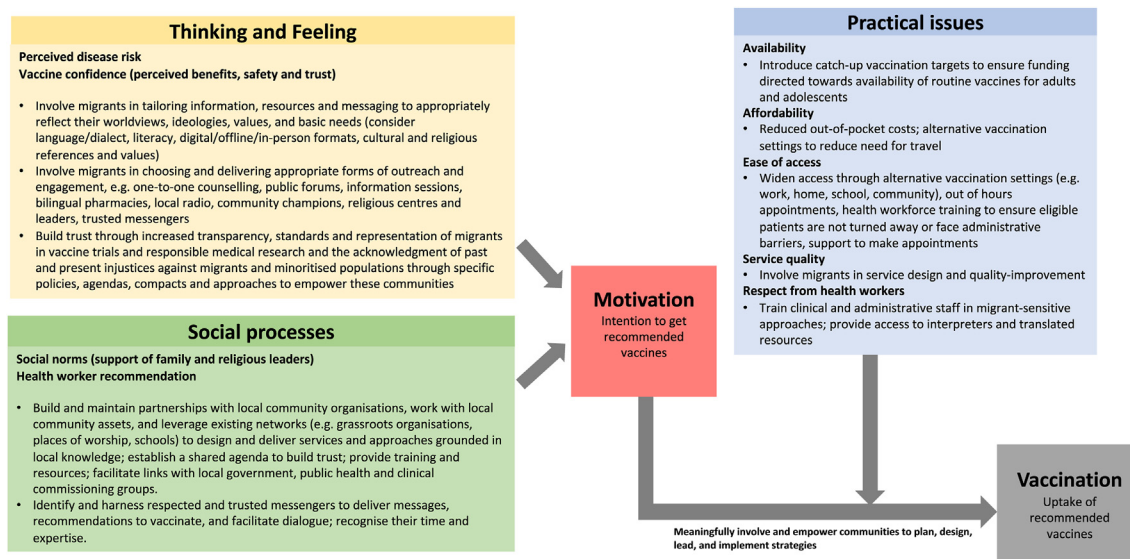 Thinking and Feeling
Perceived disease risk
Vaccine confidence (perceived benefits, safety and trust)
• Involve migrants in tailoring information, resources and messaging to appropriately
reflect their worldviews, ideologies, values, and basic needs (consider
language/dialect, literacy, digital/offline/in-person formats, cultural and religious
references and values)
• Involve migrants in choosing and delivering appropriate forms of outreach and
engagement, e.g. one-to-one counselling, public forums, information sessions,
bilingual pharmacies, local radio, community champions, religious centres and
leaders, trusted messengers
• Build trust through increased transparency, standards and representation of migrants
in vaccine trials and responsible medical research and the acknowledgment of past
and present injustices against migrants and minoritised populations through specific
policies, agendas, compacts and approaches to empower these communities
Social processes
Social norms (support of family and religious leaders)
Health worker recommendation
• Build and maintain partnerships with local community organisations, work with local
community assets, and leverage existing networks (e.g. grassroots organisations,
places of worship, schools) to design and deliver services and approaches grounded in
local knowledge; establish a shared agenda to build trust; provide training and
resources; facilitate links with local government, public health and clinical
commissioning groups.
• Identify and harness respected and trusted messengers to deliver messages,
recommendations to vaccinate, and facilitate dialogue; recognise their time and
expertise.
Motivation
Intention to get
recommended
vaccines
Practical issues
Availability
• Introduce catch-up vaccination targets to ensure funding
directed towards availability of routine vaccines for adults
and adolescents
Affordability
• Reduced out-of-pocket costs; alternative vaccination
settings to reduce need for travel
Ease of access
• Widen access through alternative vaccination settings (e.g.
work, home, school, community), out of hours
appointments, health workforce training to ensure eligible
patients are not turned away or face administrative
barriers, support to make appointments
Service quality
• Involve migrants in service design and quality-improvement
Respect from health workers
• Train clinical and administrative staff in migrant-sensitive
approaches; provide access to interpreters and translated
resources
Meaningfully involve and empower communities to plan, design,
lead, and implement strategies
Vaccination
Uptake of
recommended
vaccines